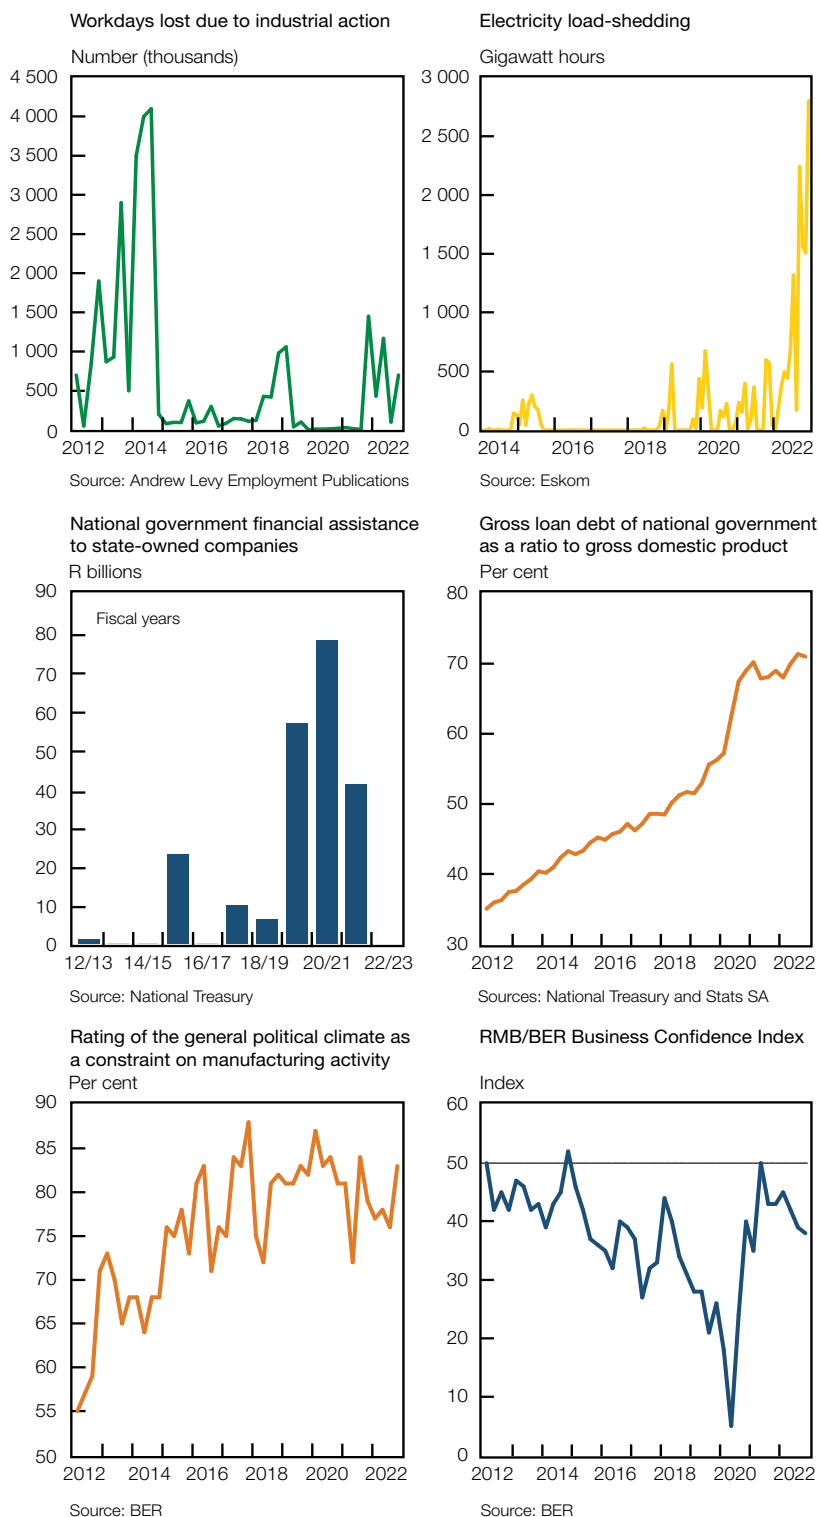 Workdays lost due to industrial action
Number (thousands)
4 500
4 000
3 500
3 000
2 500
2 000
1 500
1 000
500
0
2012 2014 2016 2018 2020 2022
Source: Andrew Levy Employment Publications
Electricity load-shedding
Gigawatt hours
3 000
2 500
2 000
1 500
1 000
500
0
2014 2016 2018 2020 2022
Source: Eskom
National government financial assistance
to state-owned companies
R billions
Fiscal years
90
80
70
60
50
40
30
20
10
0
12/13 14/15 16/17 18/19 20/21 22/23
Source: National Treasury
Gross loan debt of national government
as a ratio to gross domestic product
Per cent
80
70
60
50
40
30
2012 2014 2016 2018 2020 2022
Sources: National Treasury and Stats SA
Rating of the general political climate as
a constraint on manufacturing activity
Per cent
90
85
80
75
70
65
60
55
50
2012 2014 2016 2018 2020 2022
Source: BER
RMB/BER Business Confidence Index
Index
60
50
40
30
20
10
0
2012 2014 2016 2018 2020 2022
Source: BER